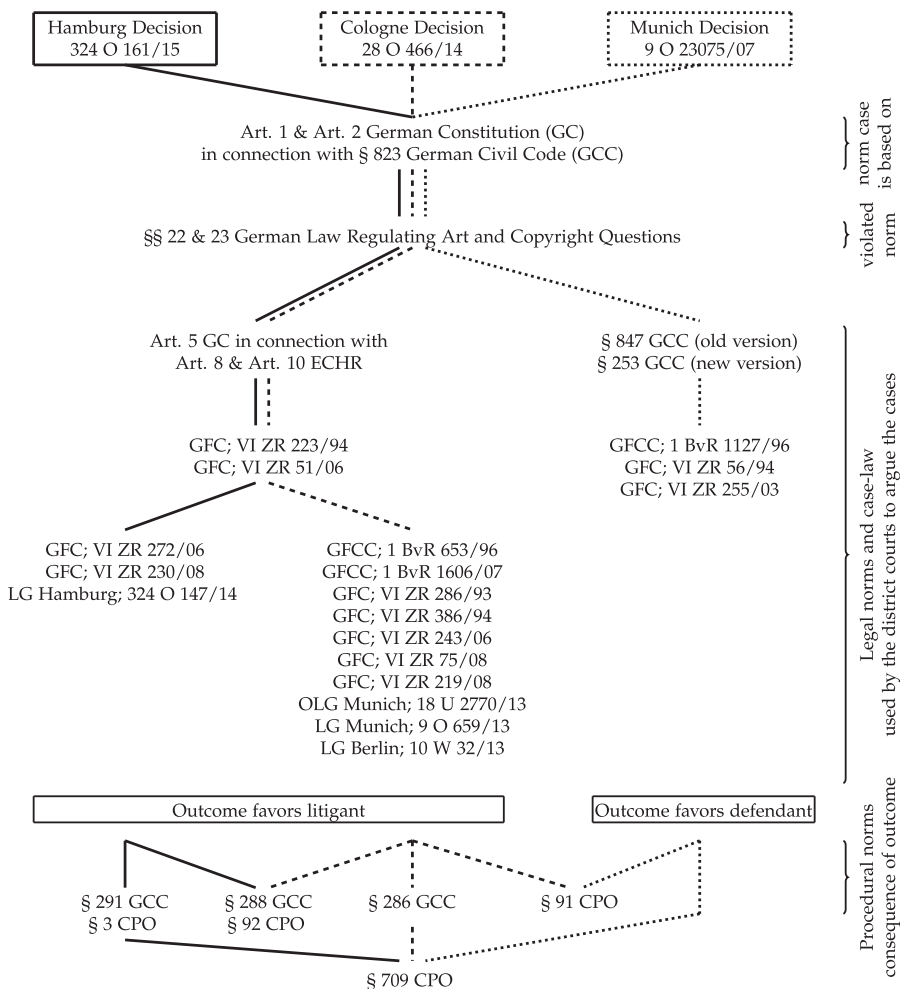 Hamburg Decision
324 O 161/15
Cologne Decision
28 O 466/14
Munich Decision
9 O 23075/07
Art. 1 & Art. 2 German Constitution (GC)
in connection with § 823 German Civil Code (GCC)
norm case
is based on
§§ 22 & 23 German Law Regulating Art and Copyright Questions
violated
norm
Art. 5 GC in connection with
Art. 8 & Art. 10 ECHR
§ 847 GCC (old version)
§ 253 GCC (new version)
GFC; VI ZR 223/94
GFC; VI ZR 51/06
GFCC; 1 BvR 1127/96
GFC; VI ZR 56/94
GFC; VI ZR 255/03
GFC; VI ZR 272/06
GFC; VI ZR 230/08
LG Hamburg; 324 O 147/14
GFCC; 1 BvR 653/96
GFCC; 1 BvR 1606/07
GFC; VI ZR 286/93
GFC; VI ZR 386/94
GFC; VI ZR 243/06
GFC; VI ZR 75/08
GFC; VI ZR 219/08
OLG Munich; 18 U 2770/13
LG Munich; 9 O 659/13
LG Berlin; 10 W 32/13
Legal norms and case-law
used by the district courts to argue the cases
Outcome favors litigant
Outcome favors defendant
§ 291 GCC
§ 3 CPO
§ 288 GCC
§ 92 CPO
§ 286 GCC
§ 91 CPO
§ 709 CPO
Procedural norms
consequence of outcome